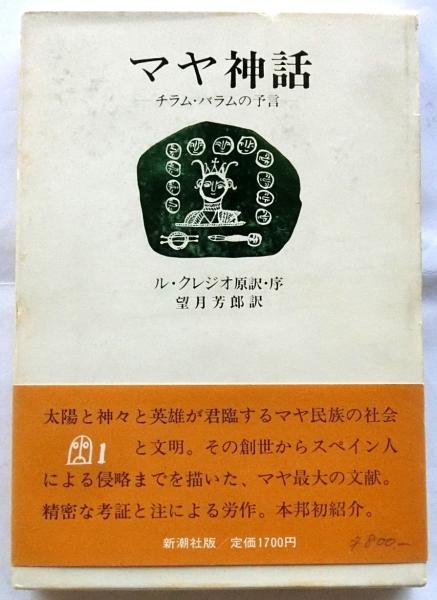 マヤ神話
—チラム・バラムの予言—
ル・クレジオ原訳・序
望月芳郎訳
太陽と神々と英雄が君臨するマヤ民族の社会
と文明。その創世からスペイン人
による侵略までを描いた、マヤ最大の文献。
精密な考証と注による労作。本邦初紹介。
新潮社版/定価1700円